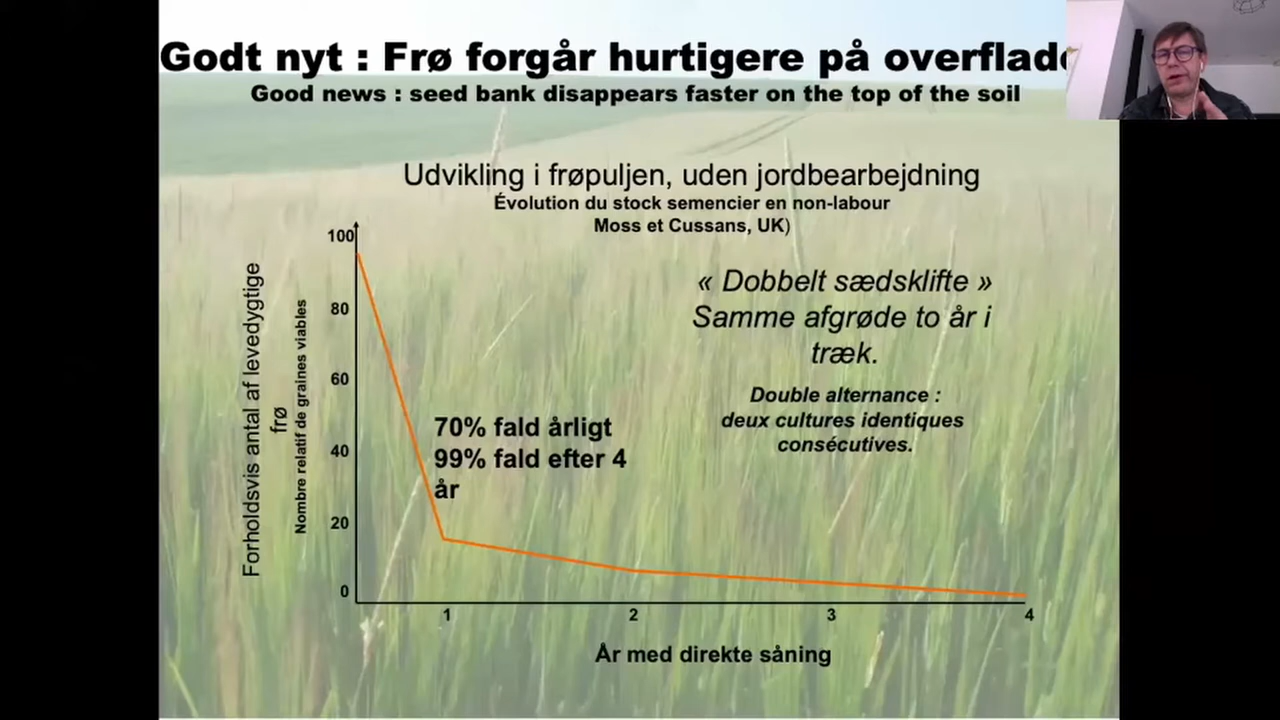 Godt nyt : Frø forgår hurtigere på overflade
Good news : seed bank disappears faster on the top of the soil
Udvikling i frøpuljen, uden jordbearbejdning
Évolution du stock semencier en non-labour
Moss et Cussans, UK)
« Dobbelt sædsklifte »
Samme afgrøde to år i
træk.
Double alternance :
deux cultures identiques
consécutives.
70% fald årligt
99% fald efter 4
år
Forholdsvis antal af levedygtige
frø
Nombre relatif de graines viables
100
80
60
40
20
0
1 2 3 4
År med direkte såning